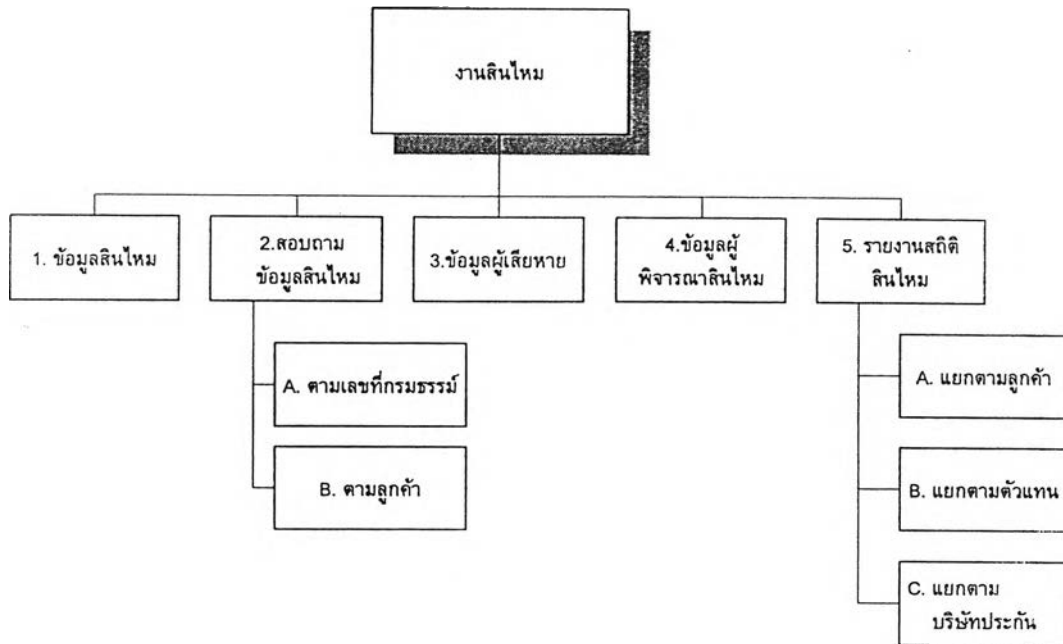 งานสินไหม
1. ข้อมูลสินไหม
2.สอบถาม
ข้อมูลสินไหม
3.ข้อมูลผู้เสียหาย
4.ข้อมูลผู้
พิจารณาสินไหม
5. รายงานสถิติ
สินไหม
A. ตามเลขที่กรมธรรม์
B. ตามลูกค้า
A. แยกตามลูกค้า
B. แยกตามตัวแทน
C. แยกตาม
บริษัทประกัน